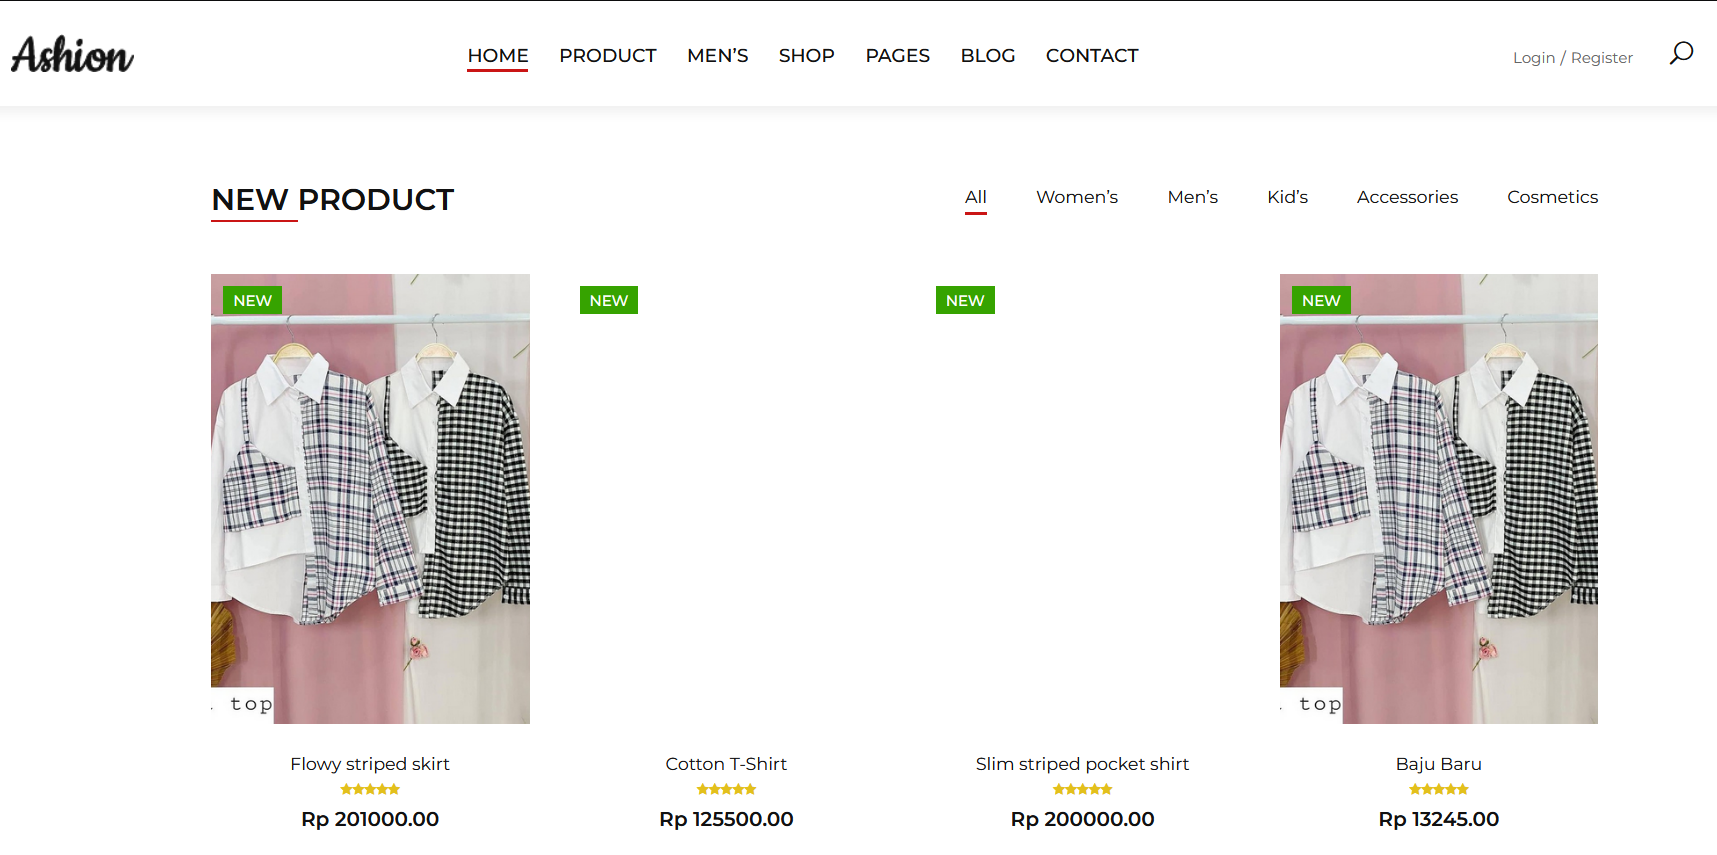 Ashion
HOME PRODUCT MEN’S SHOP PAGES BLOG CONTACT
Login / Register
NEW PRODUCT
All Women’s Men’s Kid’s Accessories Cosmetics
NEW
NEW
NEW
NEW
top
top
Flowy striped skirt
Rp 201000.00
Cotton T-Shirt
Rp 125500.00
Slim striped pocket shirt
Rp 200000.00
Baju Baru
Rp 13245.00